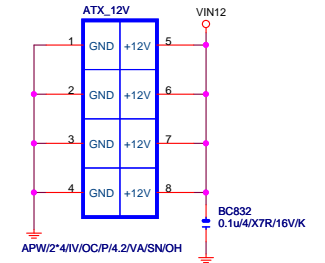 ATX_12V
VIN12
1 GND +12V 5
2 GND +12V 6
3 GND +12V 7
4 GND +12V 8
BC832
0.1u/4/X7R/16V/K
APW/2*4/IV/OC/P/4.2/VA/SN/OH